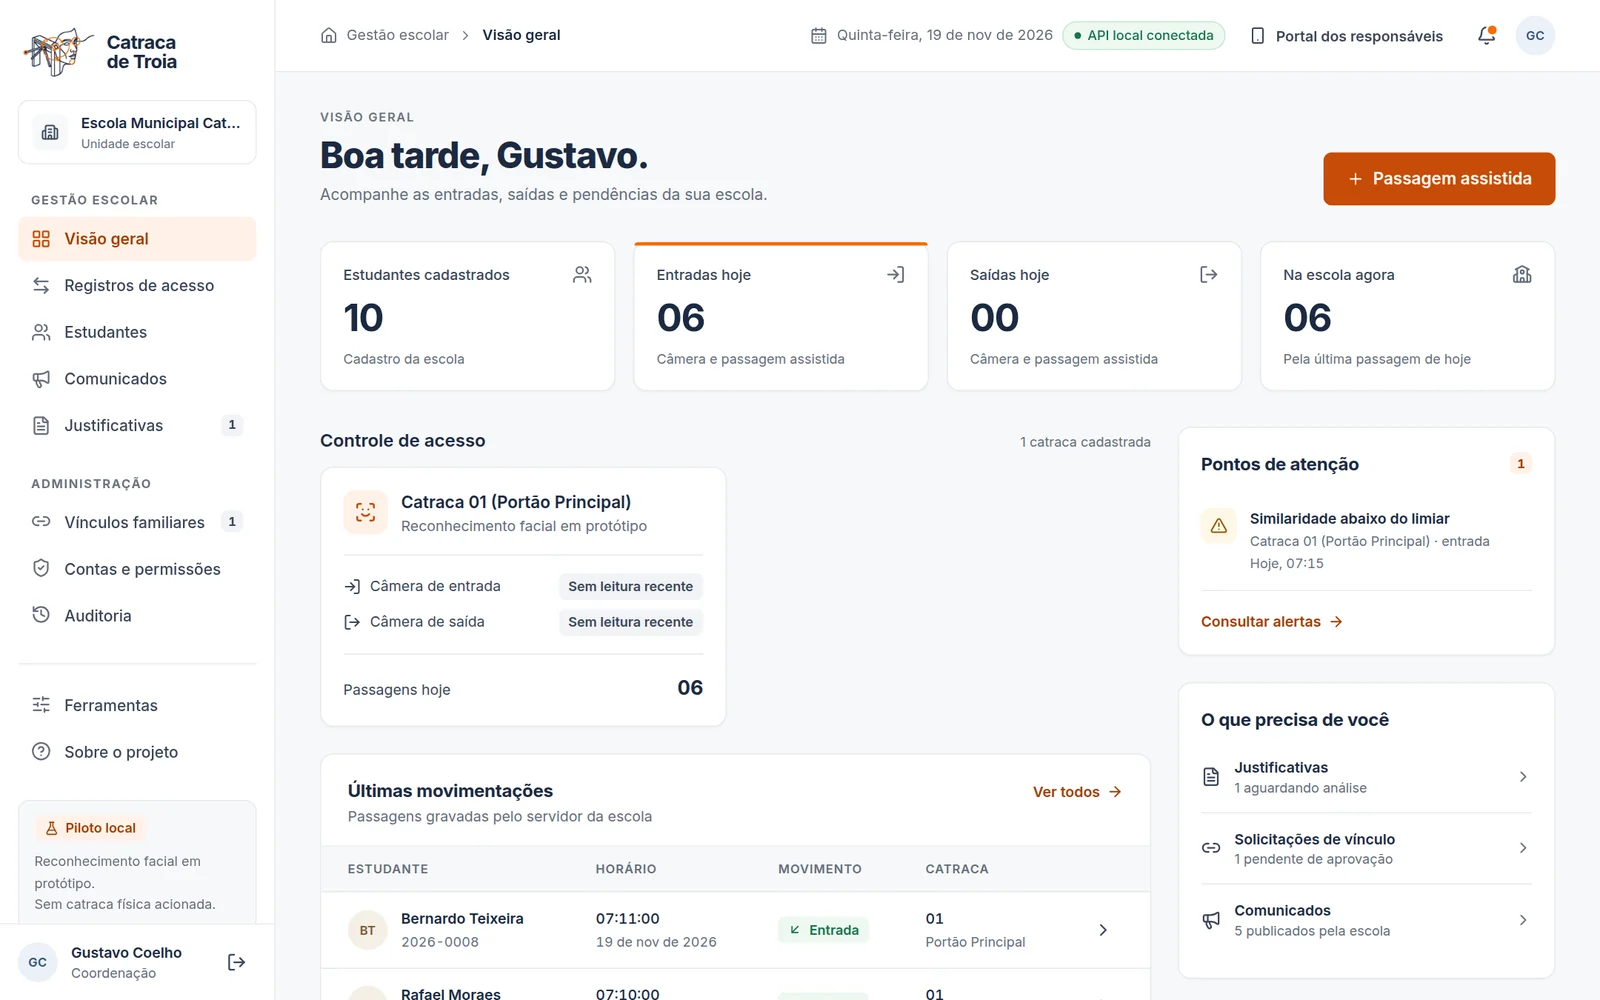 Catraca
de Troia
Escola Municipal Cat...
Unidade escolar
GESTÃO ESCOLAR
Visão geral
Registros de acesso
Estudantes
Comunicados
Justificativas 1
ADMINISTRAÇÃO
Vínculos familiares 1
Contas e permissões
Auditoria
Ferramentas
Sobre o projeto
Piloto local
Reconhecimento facial em
protótipo.
Sem catraca física acionada.
GC
Gustavo Coelho
Coordenação
Gestão escolar > Visão geral
Quinta-feira, 19 de nov de 2026
API local conectada
Portal dos responsáveis
GC
VISÃO GERAL
Boa tarde, Gustavo.
Acompanhe as entradas, saídas e pendências da sua escola.
+ Passagem assistida
Estudantes cadastrados
10
Cadastro da escola
Entradas hoje
06
Câmera e passagem assistida
Saídas hoje
00
Câmera e passagem assistida
Na escola agora
06
Pela última passagem de hoje
Controle de acesso
1 catraca cadastrada
Catraca 01 (Portão Principal)
Reconhecimento facial em protótipo
Câmera de entrada Sem leitura recente
Câmera de saída Sem leitura recente
Passagens hoje 06
Últimas movimentações
Passagens gravadas pelo servidor da escola
Ver todos
ESTUDANTE HORÁRIO MOVIMENTO CATRACA
BT
Bernardo Teixeira
2026-0008
07:11:00
19 de nov de 2026
Entrada
01
Portão Principal
Rafael Moraes
07:10:00
01
Pontos de atenção 1
Similaridade abaixo do limiar
Catraca 01 (Portão Principal) · entrada
Hoje, 07:15
Consultar alertas
O que precisa de você
Justificativas
1 aguardando análise
Solicitações de vínculo
1 pendente de aprovação
Comunicados
5 publicados pela escola